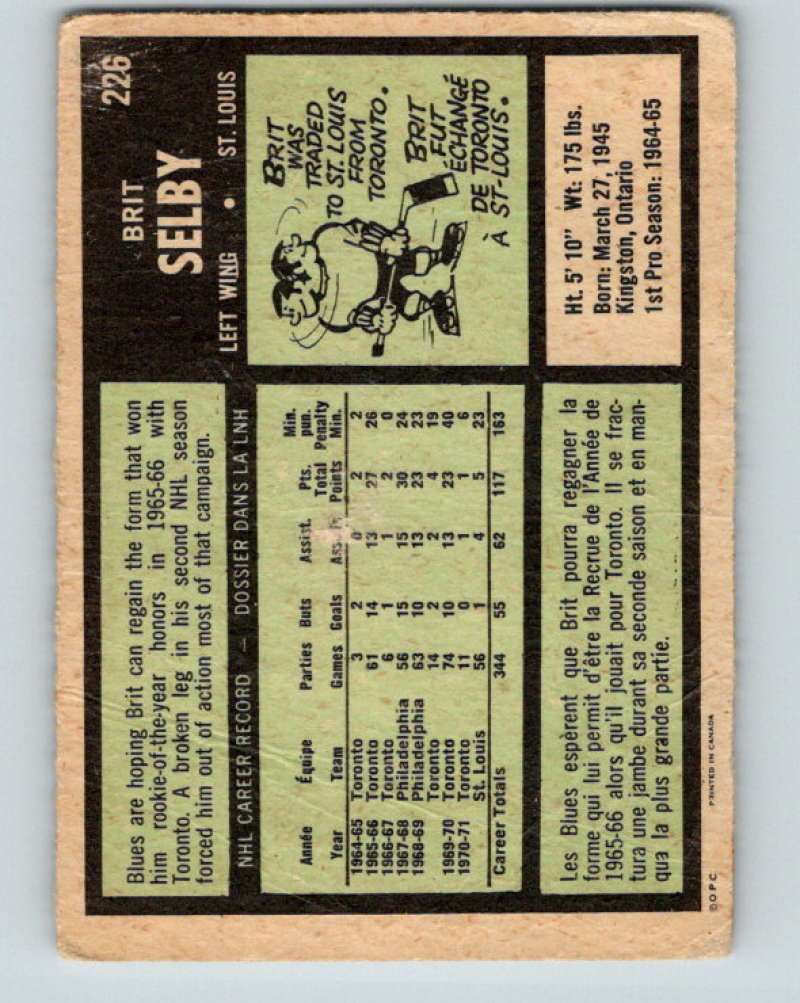 226
BRIT
SELBY
LEFT WING • ST. LOUIS
Blues are hoping Brit can regain the form that won
him rookie-of-the-year honors in 1965-66 with
Toronto. A broken leg in his second NHL season
forced him out of action most of that campaign.
BRIT
WAS
TRADED
TO ST. LOUIS
FROM
TORONTO.
BRIT
FUT
ÉCHANGÉ
DE TORONTO
À ST-LOUIS.
NHL CAREER RECORD — DOSSIER DANS LA LNH
Année Équipe Parties Buts Assist. Pts. Total Min. pun. Penalty
Year Team Games Goals Assists Points Min.
1964-65 Toronto 3 2 0 2 2
1965-66 Toronto 61 14 13 27 26
1966-67 Toronto 6 1 1 2 0
1967-68 Philadelphia 56 15 15 30 24
1968-69 Philadelphia 63 10 13 23 23
Toronto 14 2 2 4 19
1969-70 Toronto 74 10 13 23 40
1970-71 Toronto 11 0 1 1 6
St. Louis 56 1 4 5 23
Career Totals 344 55 62 117 163
Ht. 5' 10" Wt: 175 lbs.
Born: March 27, 1945
Kingston, Ontario
1st Pro Season: 1964-65
Les Blues espèrent que Brit pourra regagner la
forme qui lui permit d'être la Recrue de l'Année de
1965-66 alors qu'il jouait pour Toronto. Il se frac-
tura une jambe durant sa seconde saison et en man-
qua la plus grande partie.
©O P C PRINTED IN CANADA